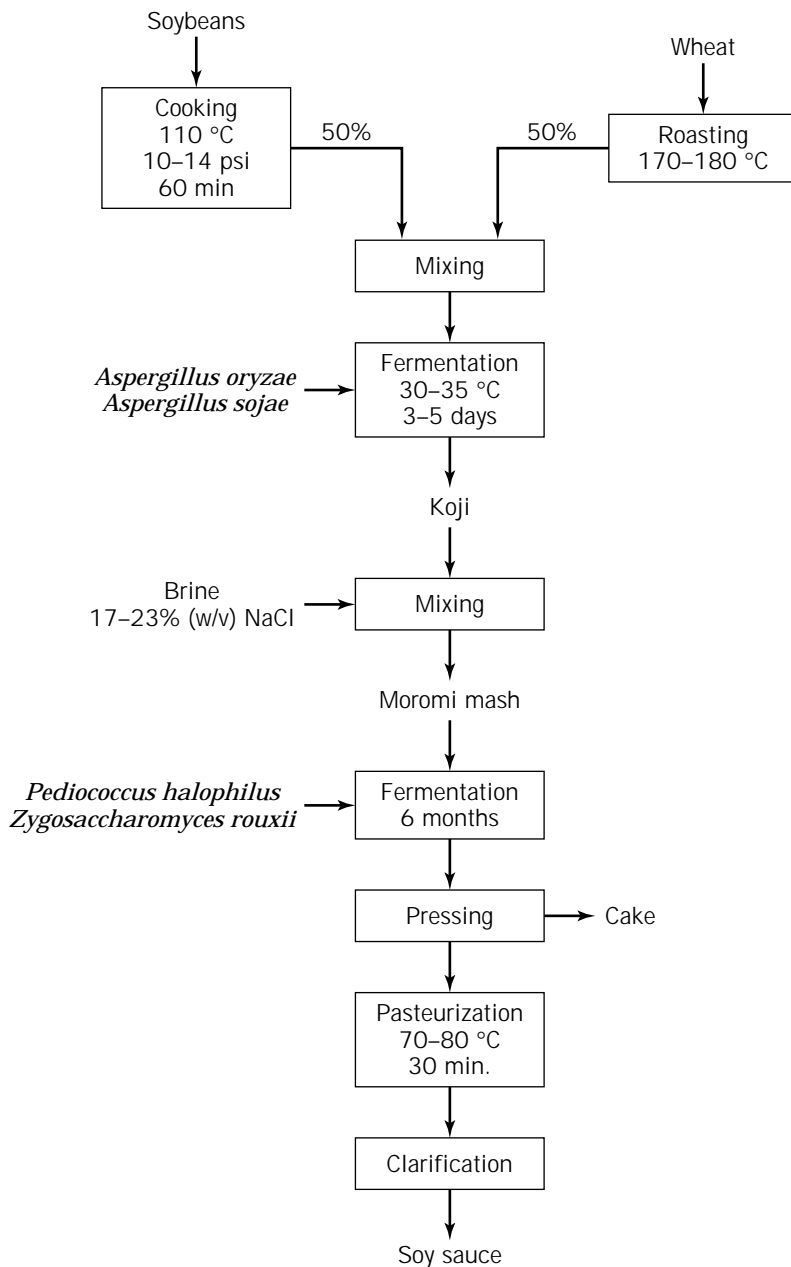 Soybeans
Wheat
Cooking
110 °C
10–14 psi
60 min
50%
50%
Roasting
170–180 °C
Mixing
Aspergillus oryzae
Aspergillus sojae
Fermentation
30–35 °C
3–5 days
Koji
Brine
17–23% (w/v) NaCl
Mixing
Moromi mash
Pediococcus halophilus
Zygosaccharomyces rouxii
Fermentation
6 months
Pressing
Cake
Pasteurization
70–80 °C
30 min.
Clarification
Soy sauce